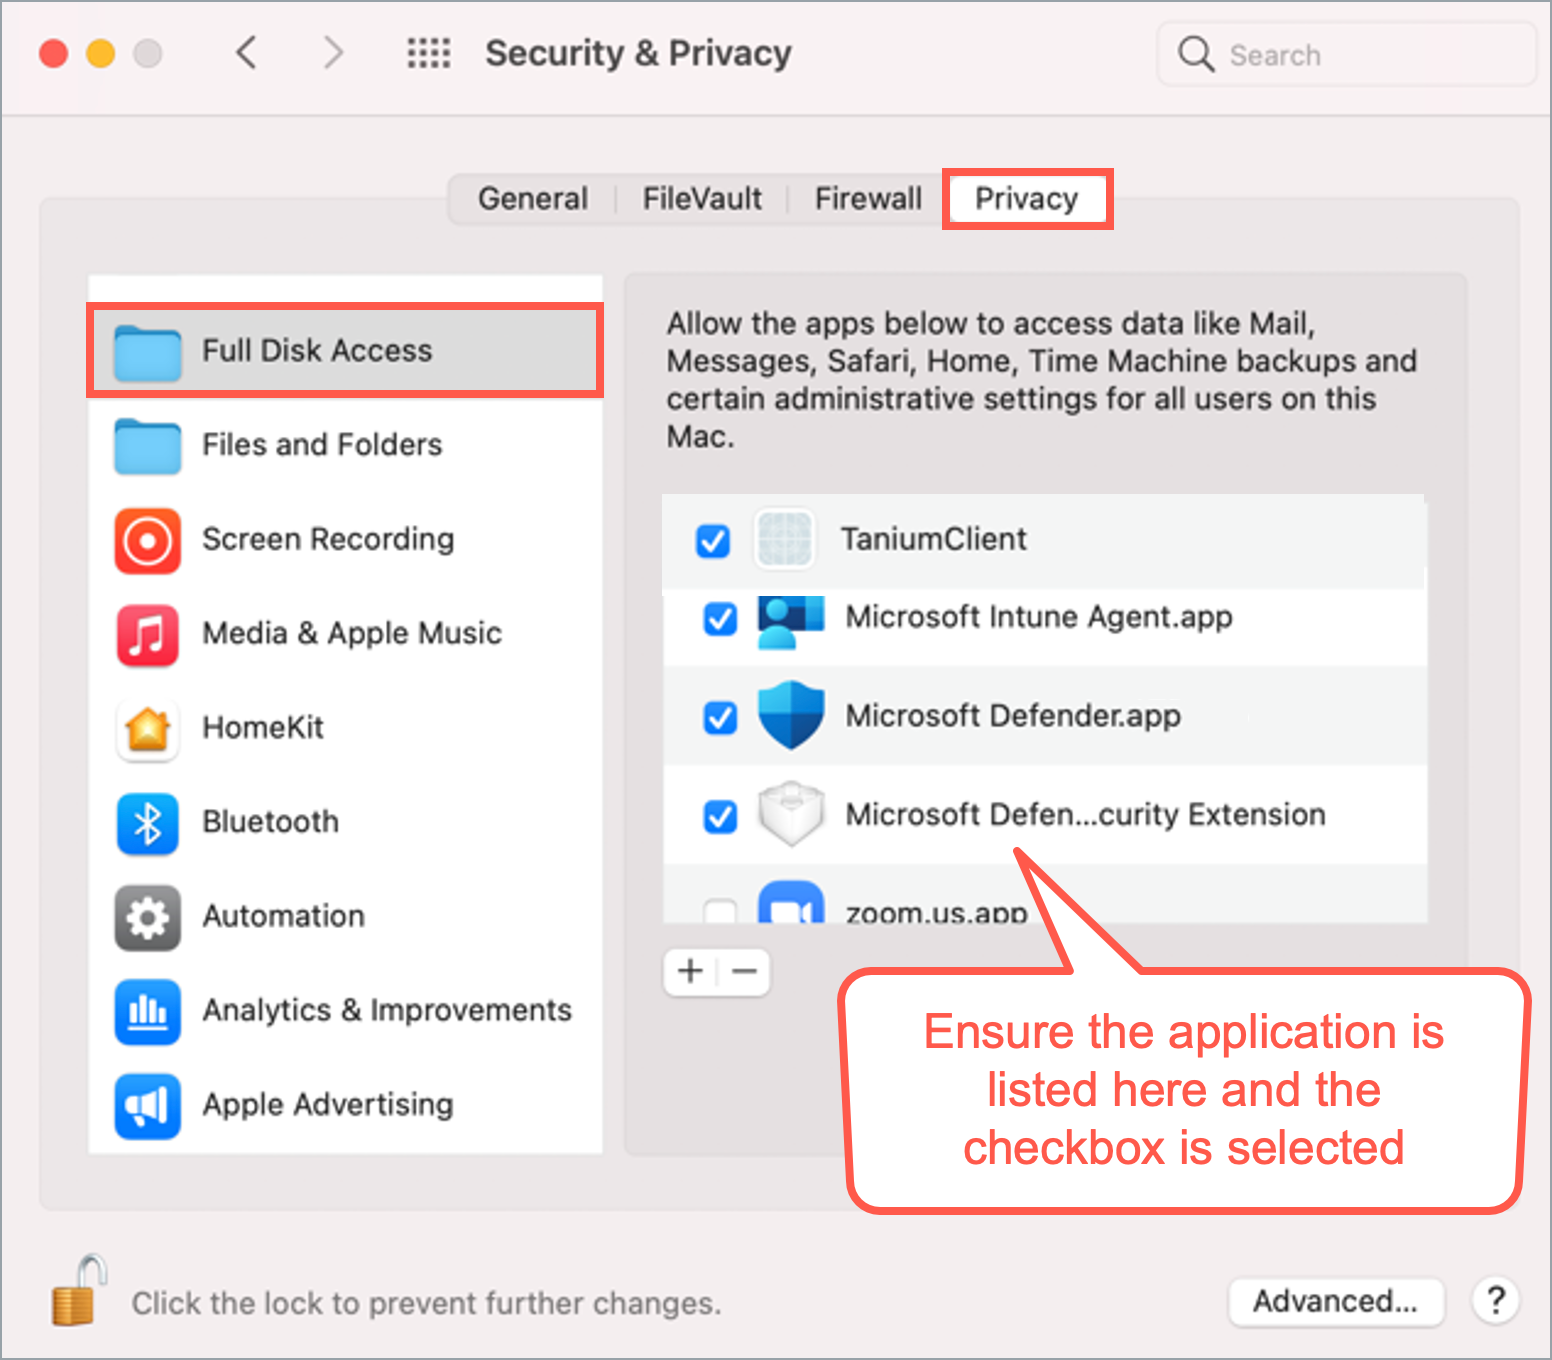 Security & Privacy
Search
General
FileVault
Firewall
Privacy
Full Disk Access
Files and Folders
Screen Recording
Media & Apple Music
HomeKit
Bluetooth
Automation
Analytics & Improvements
Apple Advertising
Allow the apps below to access data like Mail,
Messages, Safari, Home, Time Machine backups and
certain administrative settings for all users on this
Mac.
TaniumClient
Microsoft Intune Agent.app
Microsoft Defender.app
Microsoft Defen...curity Extension
zoom.us.app
+ −
Ensure the application is
listed here and the
checkbox is selected
Click the lock to prevent further changes.
Advanced...
?